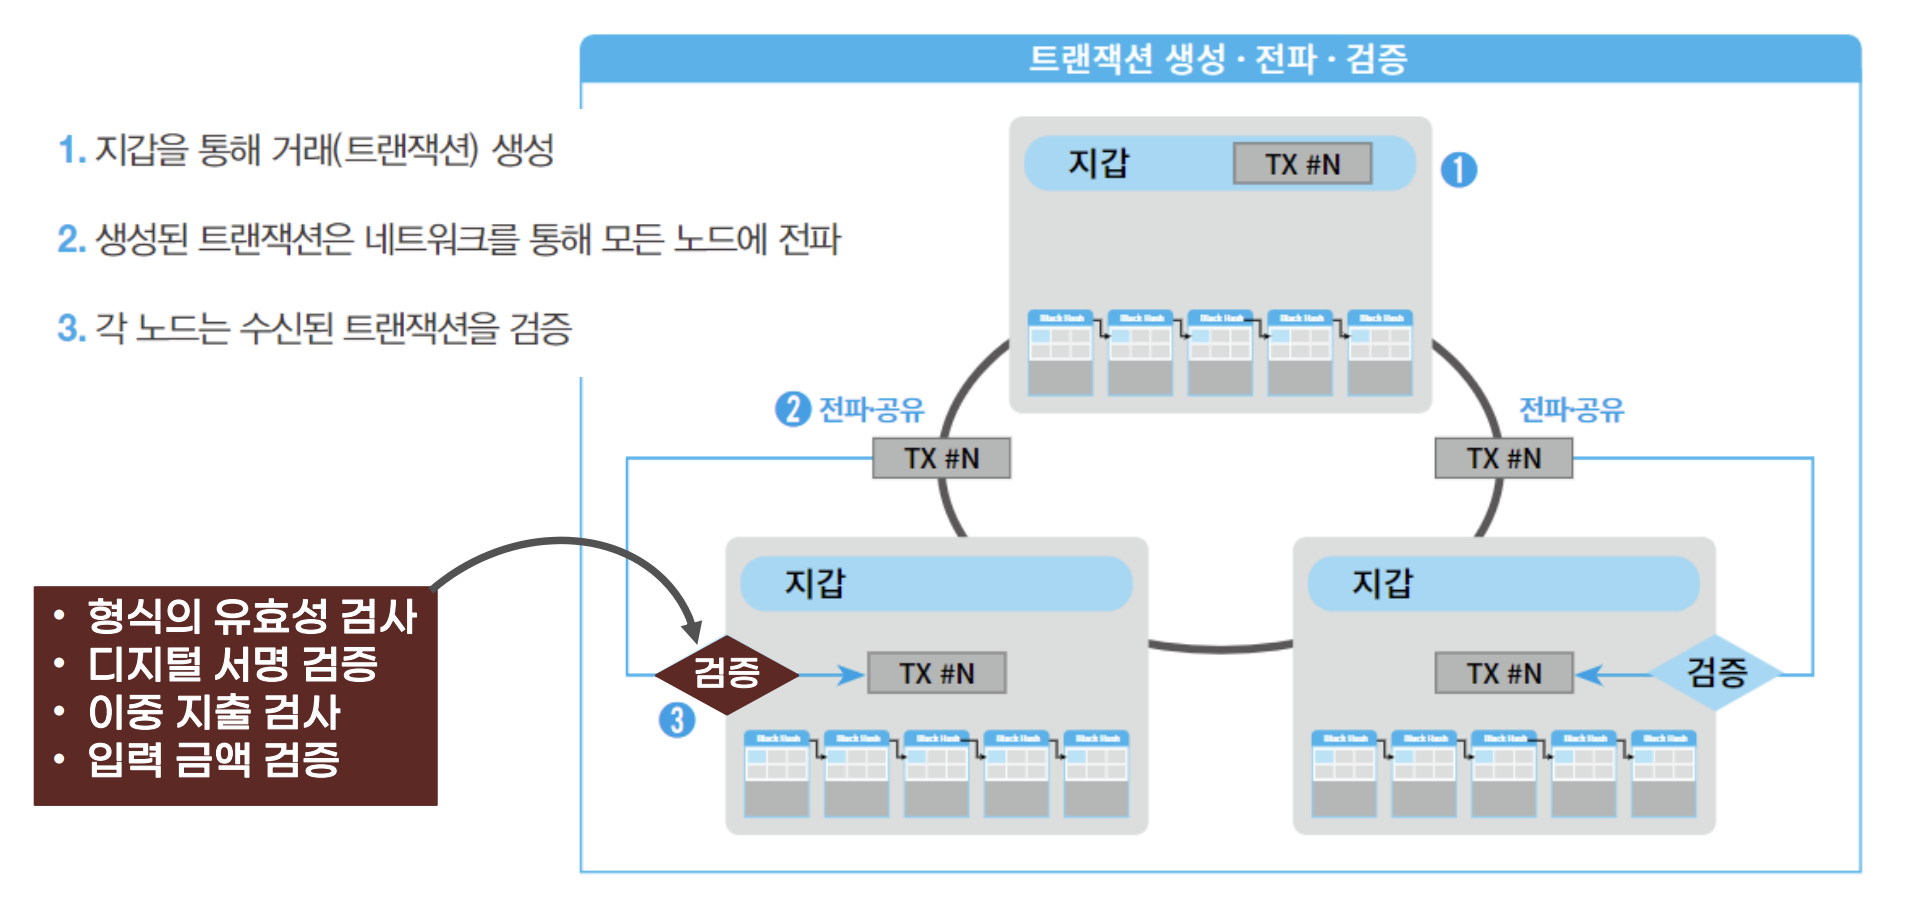 트랜잭션 생성 · 전파 · 검증
1. 지갑을 통해 거래(트랜잭션) 생성
2. 생성된 트랜잭션은 네트워크를 통해 모든 노드에 전파
3. 각 노드는 수신된 트랜잭션을 검증
지갑 TX #N 1
Block Hash Block Hash Block Hash Block Hash Block Hash
2 전파·공유
전파·공유
TX #N
TX #N
• 형식의 유효성 검사
• 디지털 서명 검증
• 이중 지출 검사
• 입력 금액 검증
지갑
검증
TX #N
3
Block Hash Block Hash Block Hash Block Hash Block Hash
지갑
TX #N
검증
Block Hash Block Hash Block Hash Block Hash Block Hash